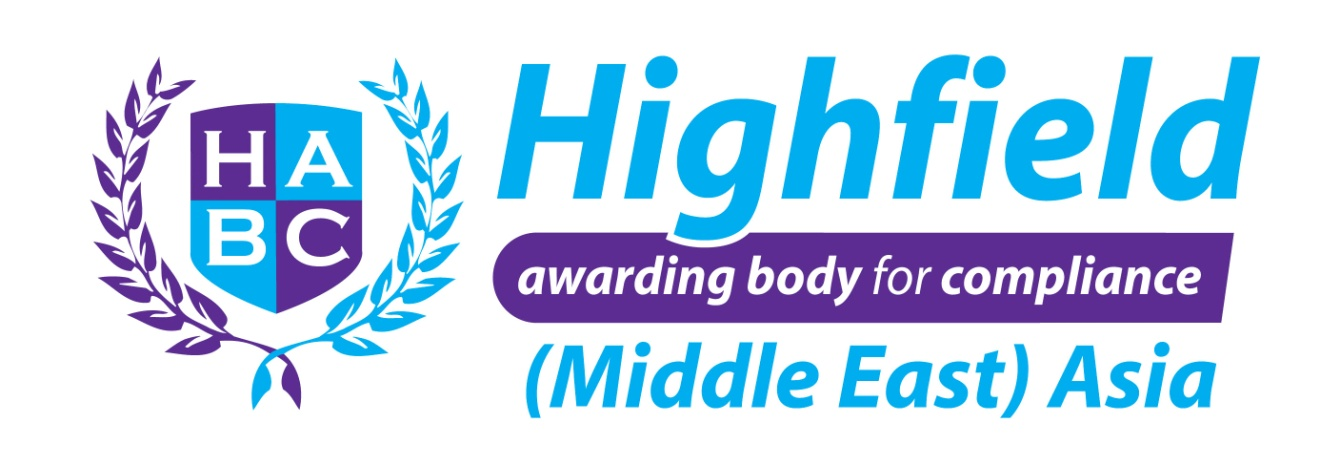 HA
BC
Highfield
awarding body for compliance
(Middle East) Asia